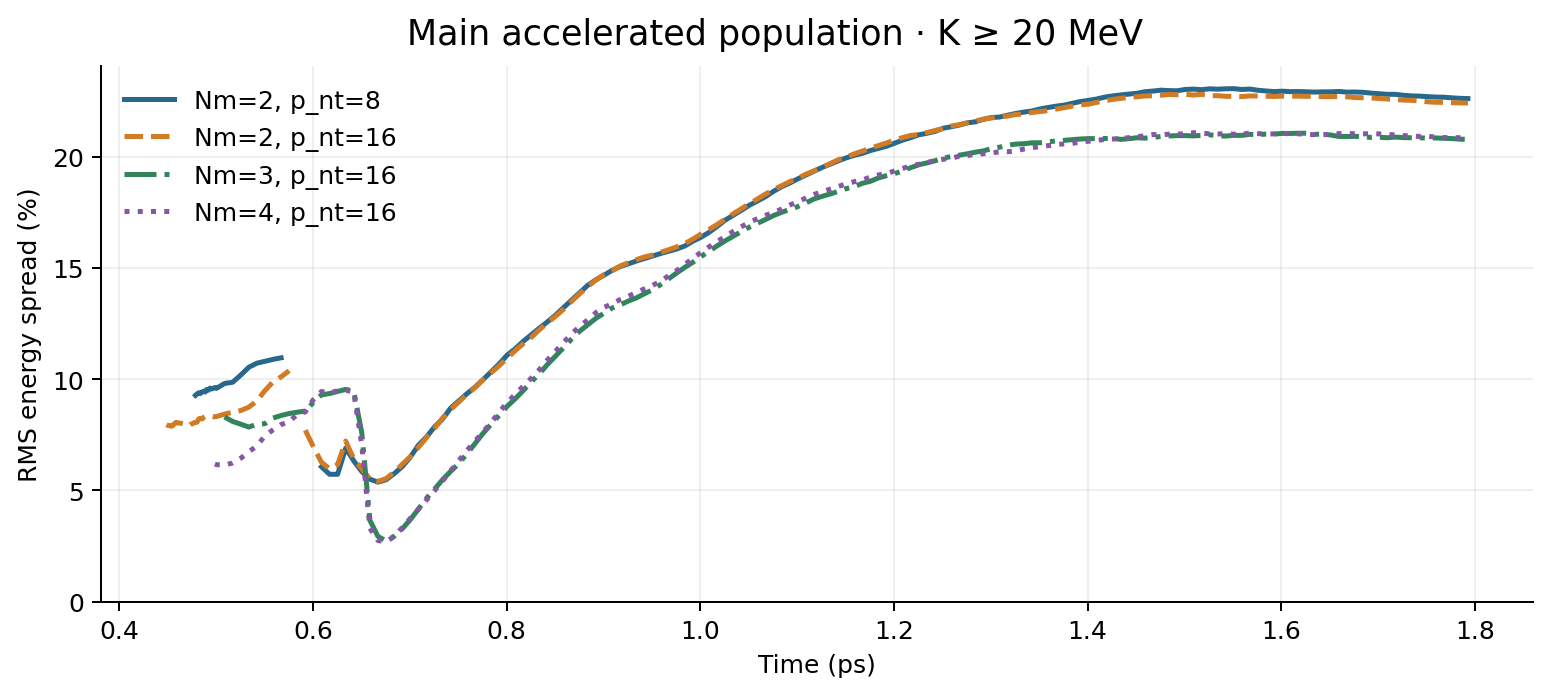 Main accelerated population · K ≥ 20 MeV
Nm=2, p_nt=8
Nm=2, p_nt=16
Nm=3, p_nt=16
Nm=4, p_nt=16
RMS energy spread (%)
20
15
10
5
0
0.4 0.6 0.8 1.0 1.2 1.4 1.6 1.8
Time (ps)